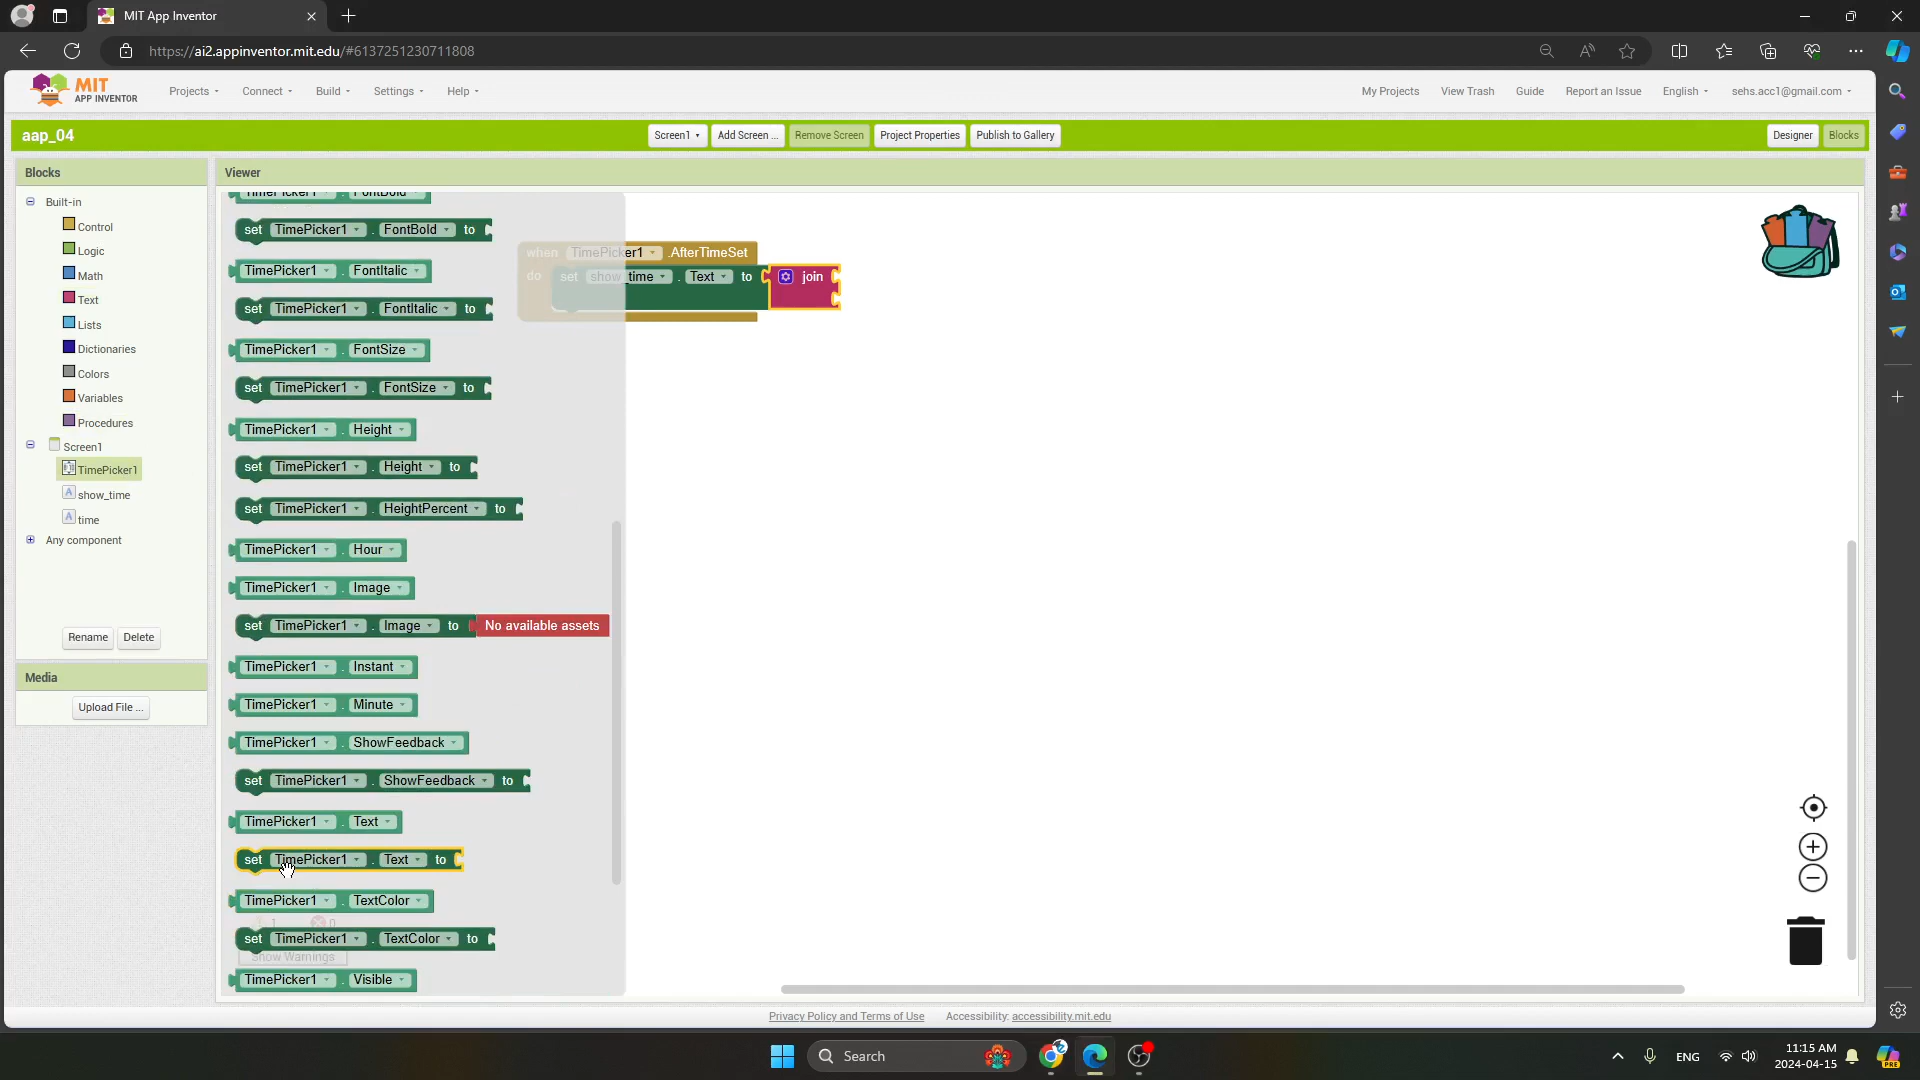 MIT App Inventor
https://ai2.appinventor.mit.edu/#6137251230711808
MIT APP INVENTOR
Projects Connect Build Settings Help My Projects View Trash Guide Report an Issue English sehs.acc1@gmail.com
aap_04 Screen1 Add Screen ... Remove Screen Project Properties Publish to Gallery Designer Blocks
Blocks
Viewer
Built-in
Control
Logic
Math
Text
Lists
Dictionaries
Colors
Variables
Procedures
Screen1
TimePicker1
show_time
time
Any component
Rename Delete
Media
Upload File ...
TimePicker1 . FontBold
set TimePicker1 . FontBold to
TimePicker1 . FontItalic
set TimePicker1 . FontItalic to
TimePicker1 . FontSize
set TimePicker1 . FontSize to
TimePicker1 . Height
set TimePicker1 . Height to
set TimePicker1 . HeightPercent to
TimePicker1 . Hour
TimePicker1 . Image
set TimePicker1 . Image to No available assets
TimePicker1 . Instant
TimePicker1 . Minute
TimePicker1 . ShowFeedback
set TimePicker1 . ShowFeedback to
TimePicker1 . Text
set TimePicker1 . Text to
TimePicker1 . TextColor
1 0
set TimePicker1 . TextColor to
Show Warnings
TimePicker1 . Visible
when TimePicker1 .AfterTimeSet
do set show_time . Text to join
Privacy Policy and Terms of Use Accessibility: accessibility.mit.edu
Search
ENG
11:15 AM
2024-04-15
PRE